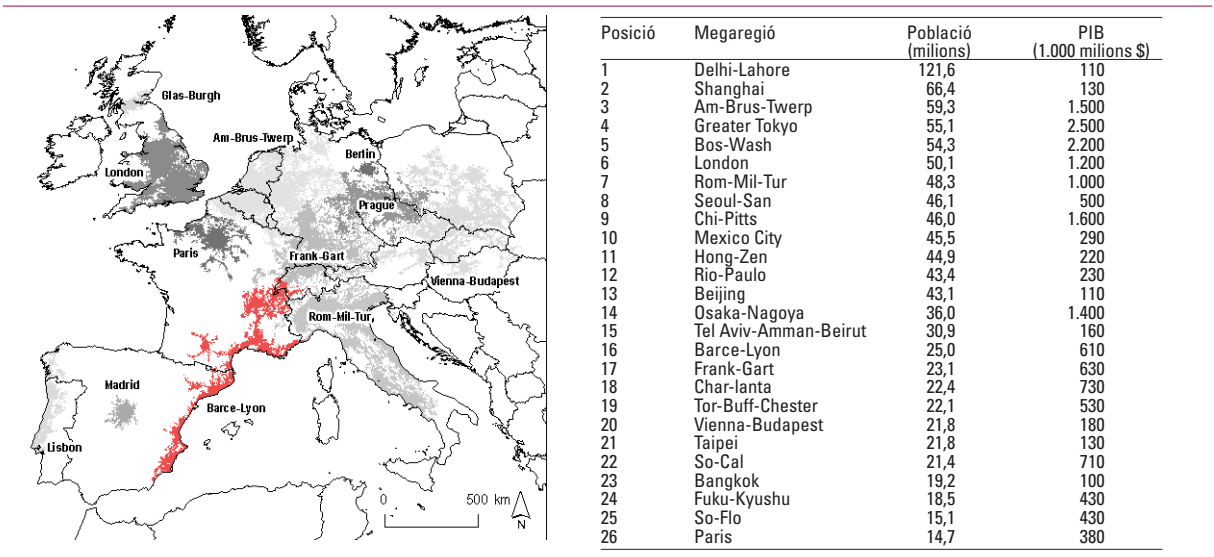 Glas-Burgh
Am-Brus-Twerp
Berlin
London
Prague
Paris
Frank-Gart
Vienna-Budapest
Rom-Mil-Tur,
Madrid
Barce-Lyon
Lisbon
0 500 km
N
Posició Megaregió Població PIB
(milions) (1.000 milions $)
1 Delhi-Lahore 121,6 110
2 Shanghai 66,4 130
3 Am-Brus-Twerp 59,3 1.500
4 Greater Tokyo 55,1 2.500
5 Bos-Wash 54,3 2.200
6 London 50,1 1.200
7 Rom-Mil-Tur 48,3 1.000
8 Seoul-San 46,1 500
9 Chi-Pitts 46,0 1.600
10 Mexico City 45,5 290
11 Hong-Zen 44,9 220
12 Rio-Paulo 43,4 230
13 Beijing 43,1 110
14 Osaka-Nagoya 36,0 1.400
15 Tel Aviv-Amman-Beirut 30,9 160
16 Barce-Lyon 25,0 610
17 Frank-Gart 23,1 630
18 Char-lanta 22,4 730
19 Tor-Buff-Chester 22,1 530
20 Vienna-Budapest 21,8 180
21 Taipei 21,8 130
22 So-Cal 21,4 710
23 Bangkok 19,2 100
24 Fuku-Kyushu 18,5 430
25 So-Flo 15,1 430
26 Paris 14,7 380